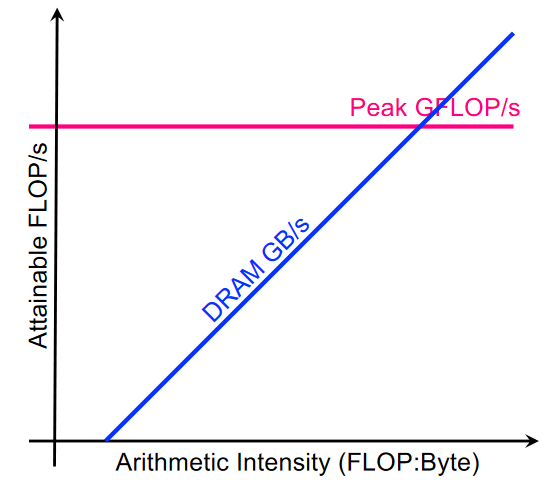 Peak GFLOP/s
Attainable FLOP/s
DRAM GB/s
Arithmetic Intensity (FLOP:Byte)